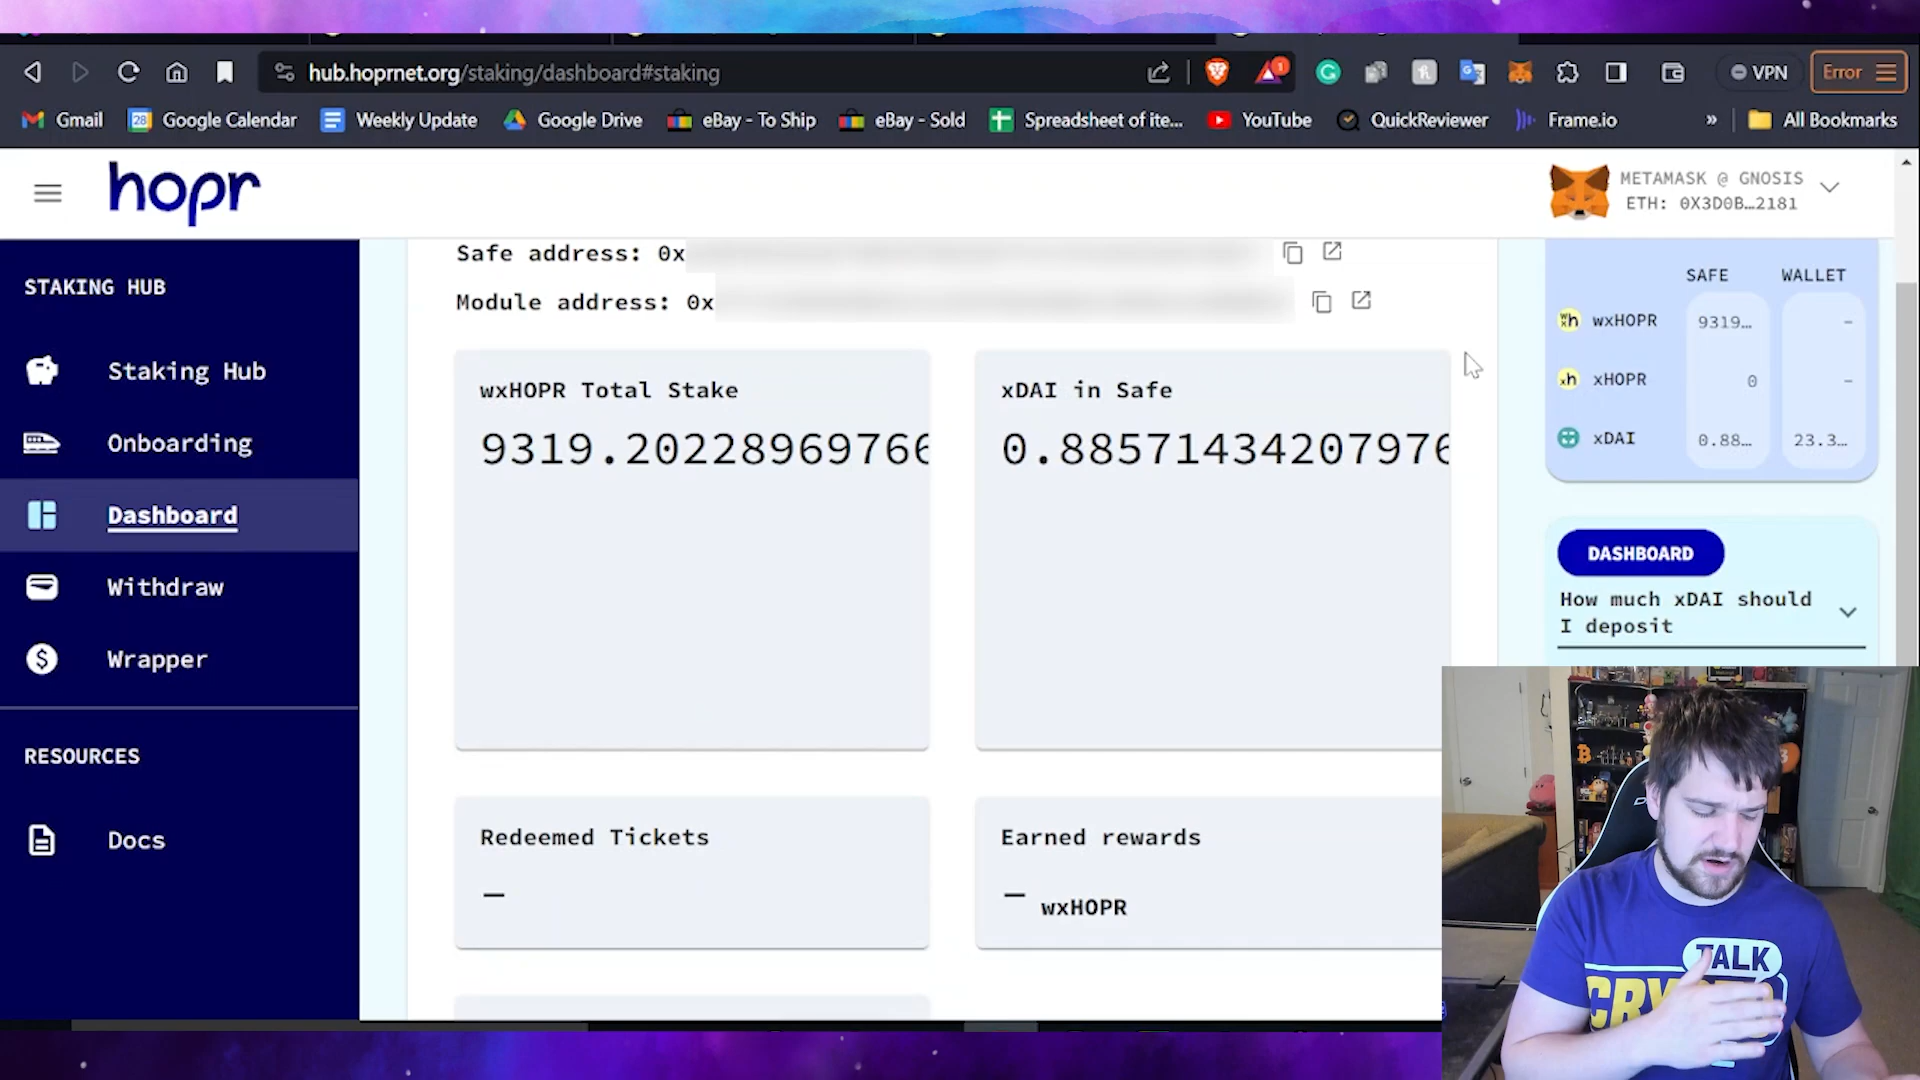 hub.hoprnet.org/staking/dashboard#staking
1
VPN
Error
Gmail
28
Google Calendar
Weekly Update
Google Drive
eBay - To Ship
eBay - Sold
Spreadsheet of ite...
YouTube
QuickReviewer
Frame.io
»
All Bookmarks
hopr
METAMASK @ GNOSIS
ETH: 0X3D0B…2181
STAKING HUB
Staking Hub
Onboarding
Dashboard
Withdraw
Wrapper
RESOURCES
Docs
Safe address: 0x
Module address: 0x
wxHOPR Total Stake
9319.2022896976
xDAI in Safe
0.8857143420797
Redeemed Tickets
–
Earned rewards
– wxHOPR
SAFE WALLET
wxHOPR 9319… –
xHOPR 0 –
xDAI 0.88… 23.3…
DASHBOARD
How much xDAI should
I deposit
TALK